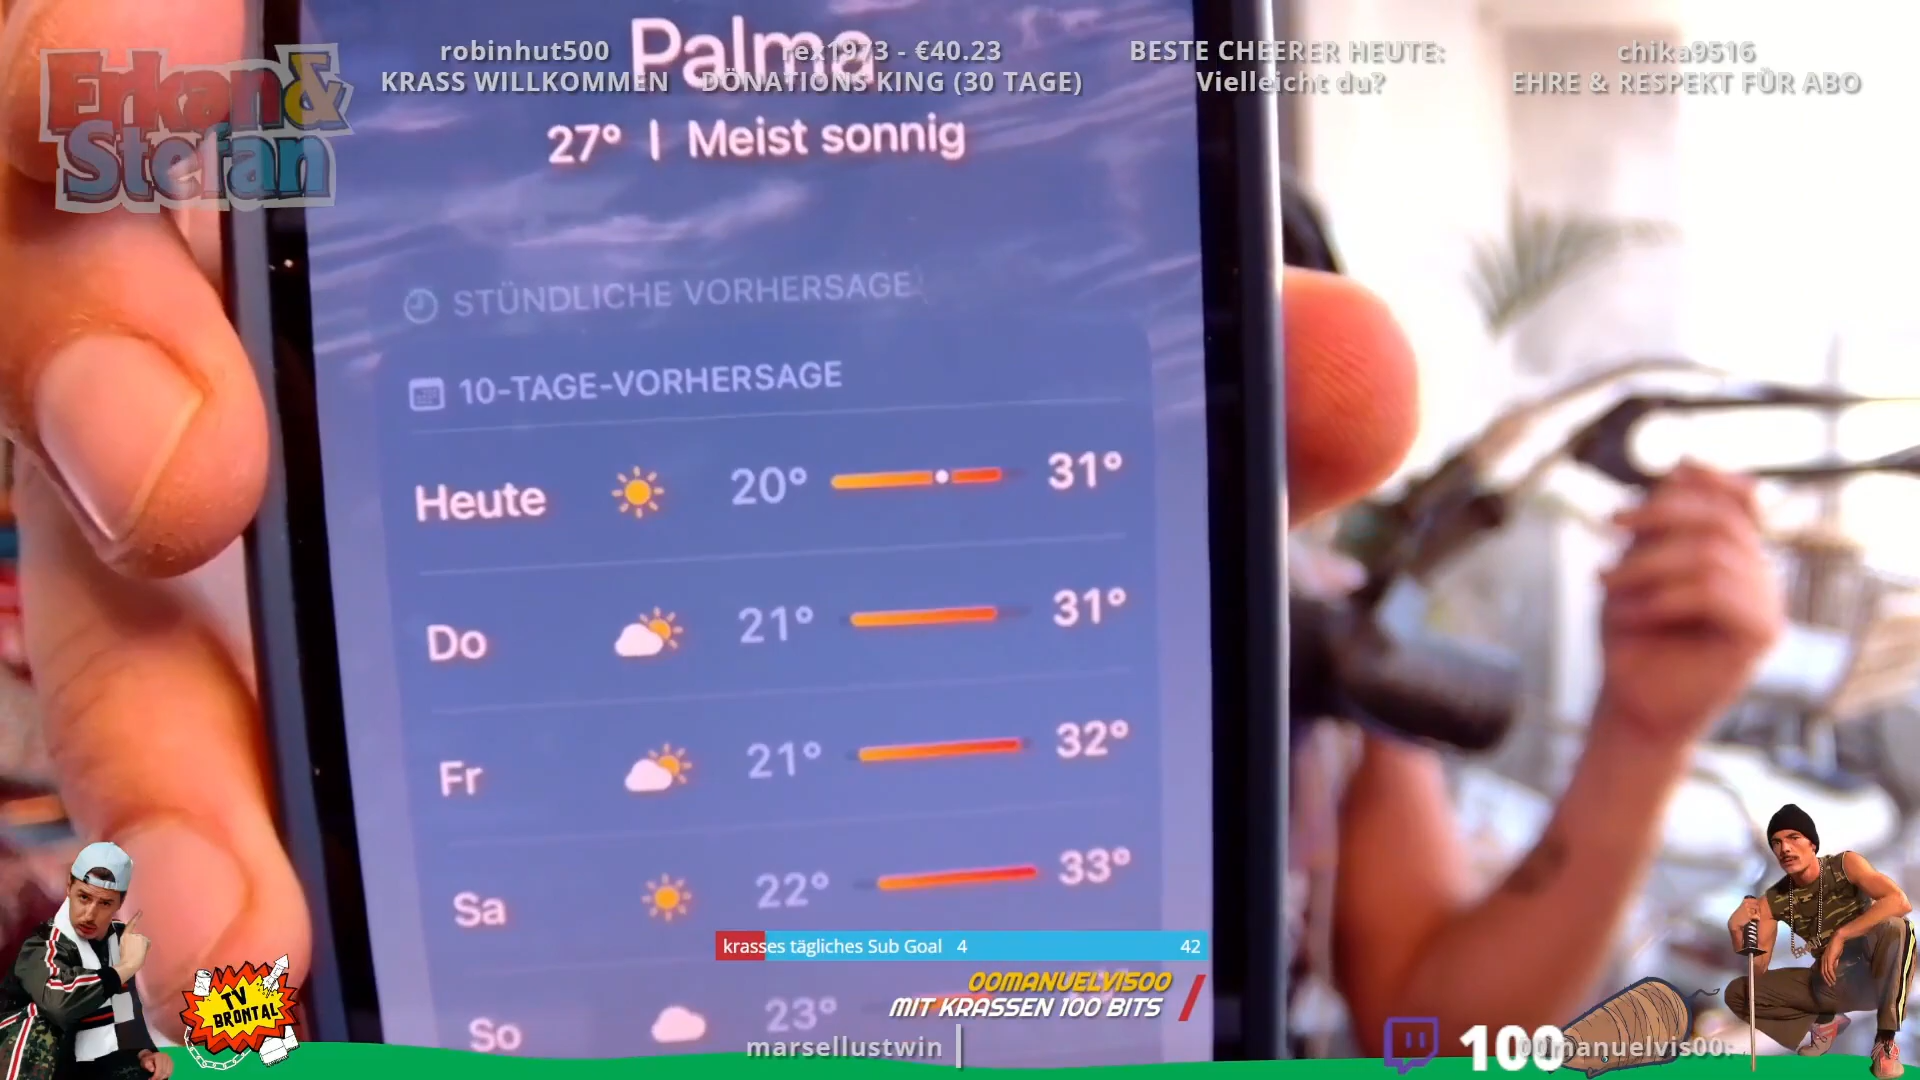 Erkan&
Stefan
robinhut500
KRASS WILLKOMMEN
rex1973 - €40.23
DÖNATIONS KING (30 TAGE)
BESTE CHEERER HEUTE:
Vielleicht du?
chika9516
EHRE & RESPEKT FÜR ABO
Palma
27° | Meist sonnig
STÜNDLICHE VORHERSAGE
10-TAGE-VORHERSAGE
Heute 20° 31°
Do 21° 31°
Fr 21° 32°
Sa 22° 33°
So 23°
krasses tägliches Sub Goal 4 42
00MANUELVIS00
MIT KRASSEN 100 BITS
marsellustwin
TV
BRONTAL
100
00manuelvis00: